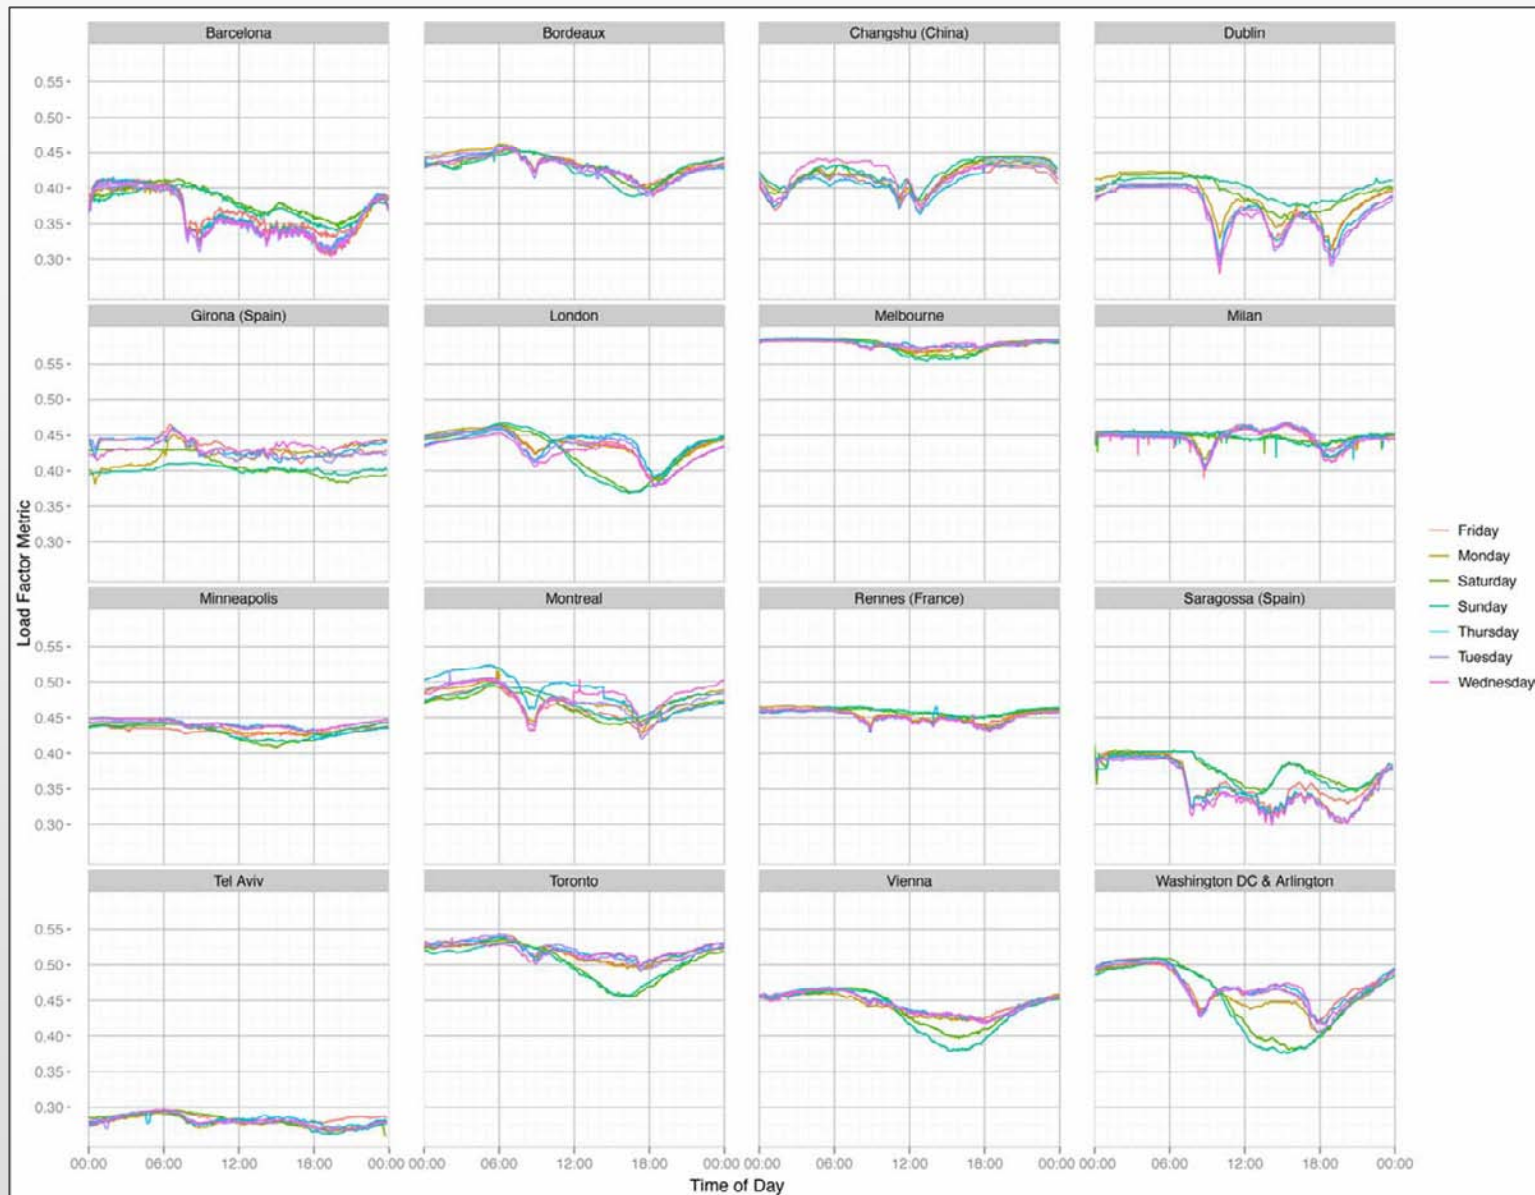 Barcelona Bordeaux Changshu (China) Dublin
0.55
0.50
0.45
0.40
0.35
0.30
Girona (Spain) London Melbourne Milan
0.55
0.50
0.45
0.40
0.35
0.30
Minneapolis Montreal Rennes (France) Saragossa (Spain)
0.55
0.50
0.45
0.40
0.35
0.30
Tel Aviv Toronto Vienna Washington DC & Arlington
0.55
0.50
0.45
0.40
0.35
0.30
00:00 06:00 12:00 18:00 00:00 00:00 06:00 12:00 18:00 00:00 00:00 06:00 12:00 18:00 00:00 00:00 06:00 12:00 18:00 00:00
Time of Day
Load Factor Metric
Friday
Monday
Saturday
Sunday
Thursday
Tuesday
Wednesday